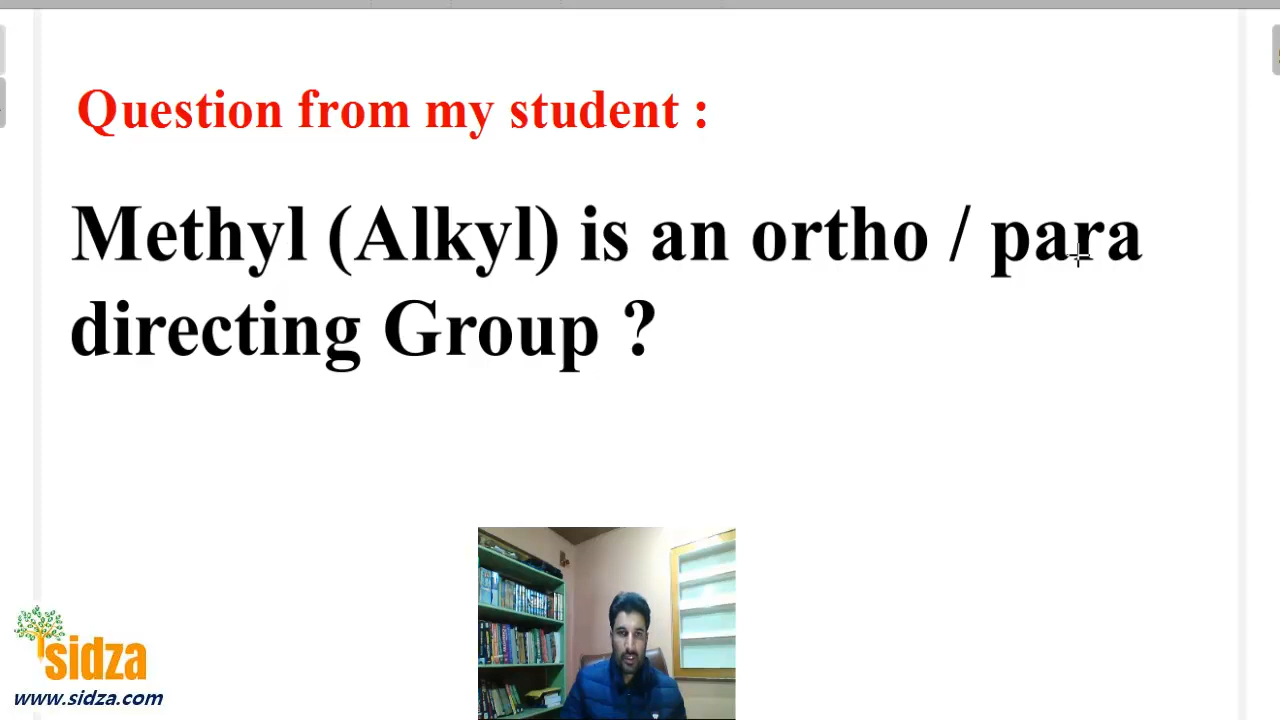 Question from my student :
Methyl (Alkyl) is an ortho / para
directing Group ?
sidza
www.sidza.com